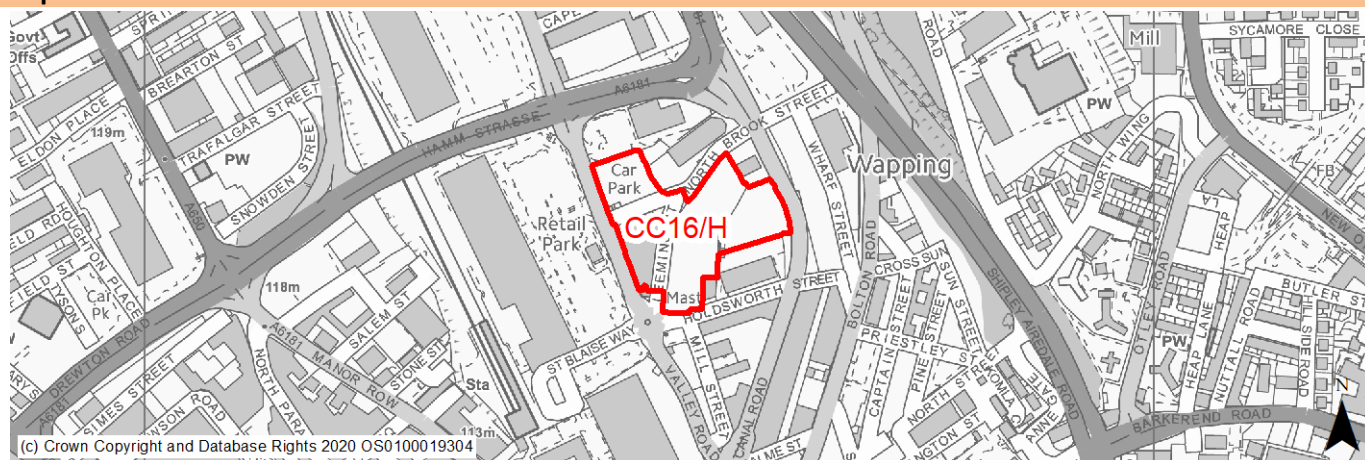 Govt
Offs
BREARTON ST
ELDON PLACE
119m
TRAFALGAR STREET
PW
SNOWDEN STREET
A650
HOUGHTON PLACE
TYSON S
Car
Pk
DREWTON ROAD
A6181
SIMES STREET
118m
SALEM ST
STONE ST
A6181 MANOR ROW
NORTH PARA
113m
Sta
HAMM STRASSE
A6181
Retail
Park
Car
Park
CC16/H
NORTH BROOK STREET
Mast
HOLDSWORTH STREET
ST BLAISE WAY
MILL STREET
VALLEY ROA
CANAL ROAD
WHARF STREET
Wapping
BOLTON ROAD
CROSS SUN
SUN STREET
CAPTAIN STREET
PINE STREET
PRIESTLEY ST
NORTH STREET
SHIPLEY AIREDALE ROAD
ROAD
Mill
PW
NORTH WING
SYCAMORE CLOSE
FB
OTLEY ROAD
PW
HEAP LANE
NUTTALL ROAD
BUTLER ST
HILLSIDE ROAD
BARKEREND ROAD
N
(c) Crown Copyright and Database Rights 2020 OS0100019304